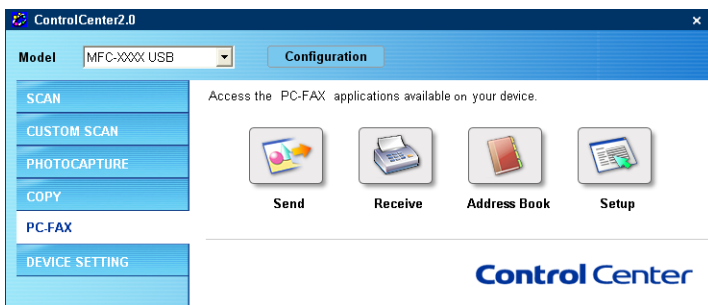 ControlCenter2.0
Model MFC-XXXX USB Configuration
SCAN
CUSTOM SCAN
PHOTOCAPTURE
COPY
PC-FAX
DEVICE SETTING
Access the PC-FAX applications available on your device.
Send Receive Address Book Setup
Control Center